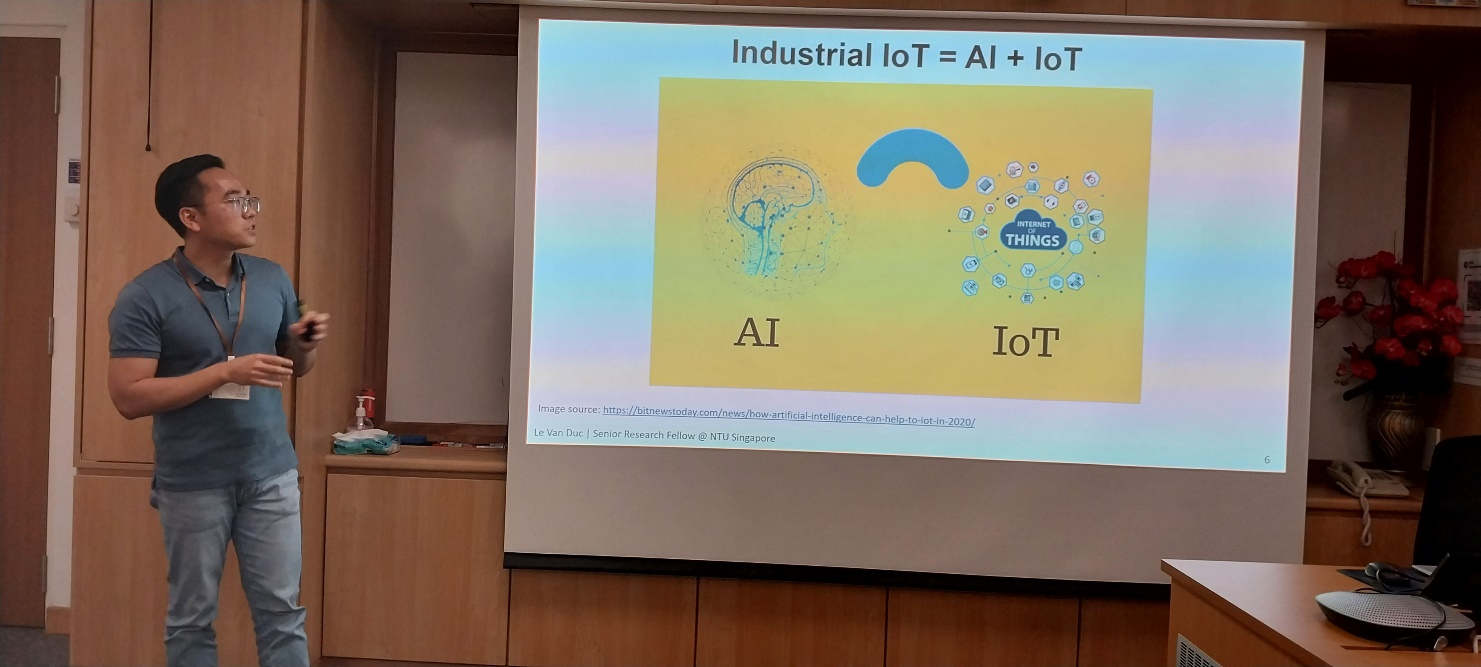 Industrial IoT = AI + IoT
INTERNET
OF
THINGS
AI
IoT
Image source: https://bitnewstoday.com/news/how-artificial-intelligence-can-help-to-iot-in-2020/
Le Van Duc | Senior Research Fellow @ NTU Singapore
6